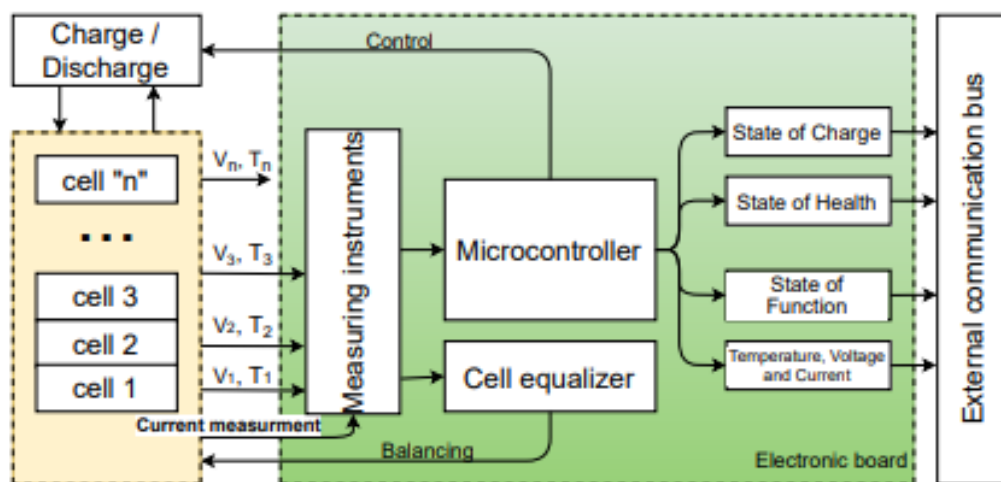 Charge /
Discharge
Control
cell "n"
Vn, Tn
...
V3, T3
cell 3
V2, T2
cell 2
V1, T1
cell 1
Current measurment
Measuring instruments
Microcontroller
Cell equalizer
Balancing
State of Charge
State of Health
State of
Function
Temperature, Voltage
and Current
Electronic board
External communication bus